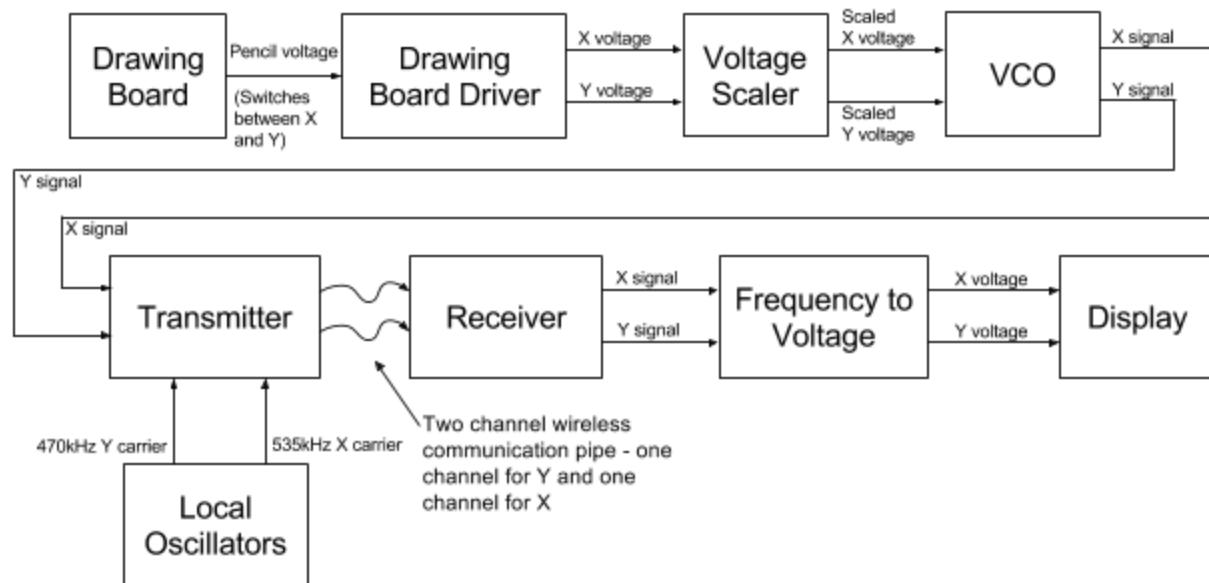 Drawing
Board
Pencil voltage
(Switches
between X
and Y)
Drawing
Board Driver
X voltage
Y voltage
Voltage
Scaler
Scaled
X voltage
Scaled
Y voltage
VCO
X signal
Y signal
Y signal
X signal
Transmitter
Receiver
X signal
Y signal
Frequency to
Voltage
X voltage
Y voltage
Display
470kHz Y carrier
535kHz X carrier
Two channel wireless
communication pipe - one
channel for Y and one
channel for X
Local
Oscillators